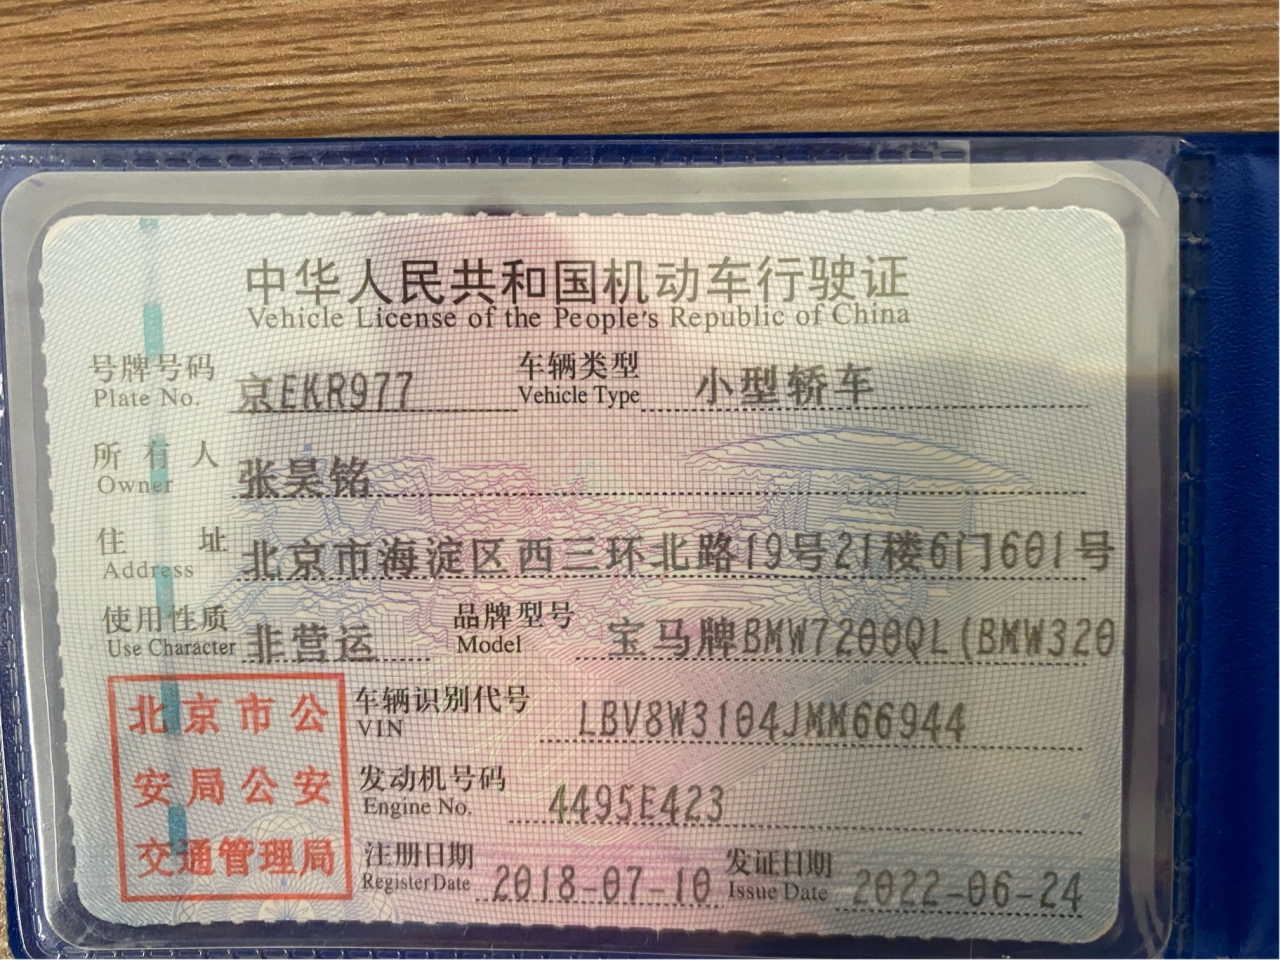 中华人民共和国机动车行驶证
Vehicle License of the People's Republic of China
号牌号码 京EKR977 车辆类型 小型轿车
Plate No. Vehicle Type
所有人 张昊铭
Owner
住址 北京市海淀区西三环北路19号21楼6门601号
Address
使用性质 非营运 品牌型号 宝马牌BMW7200QL(BMW320
Use Character Model
北京市公
安局公安
交通管理局
车辆识别代号 LBV8W3104JMM66944
VIN
发动机号码 4495E423
Engine No.
注册日期 2018-07-10 发证日期 2022-06-24
Register Date Issue Date